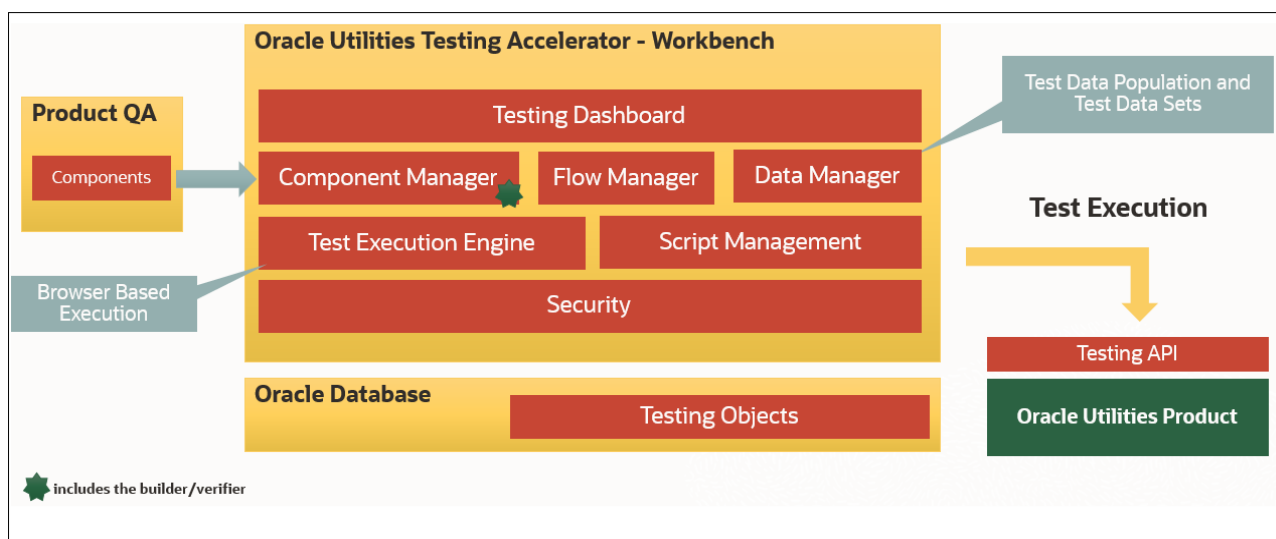 Oracle Utilities Testing Accelerator - Workbench
Test Data Population and
Test Data Sets
Product QA
Testing Dashboard
Components
Component Manager
Flow Manager
Data Manager
Test Execution
Test Execution Engine
Script Management
Browser Based
Execution
Security
Testing API
Oracle Database
Testing Objects
Oracle Utilities Product
includes the builder/verifier